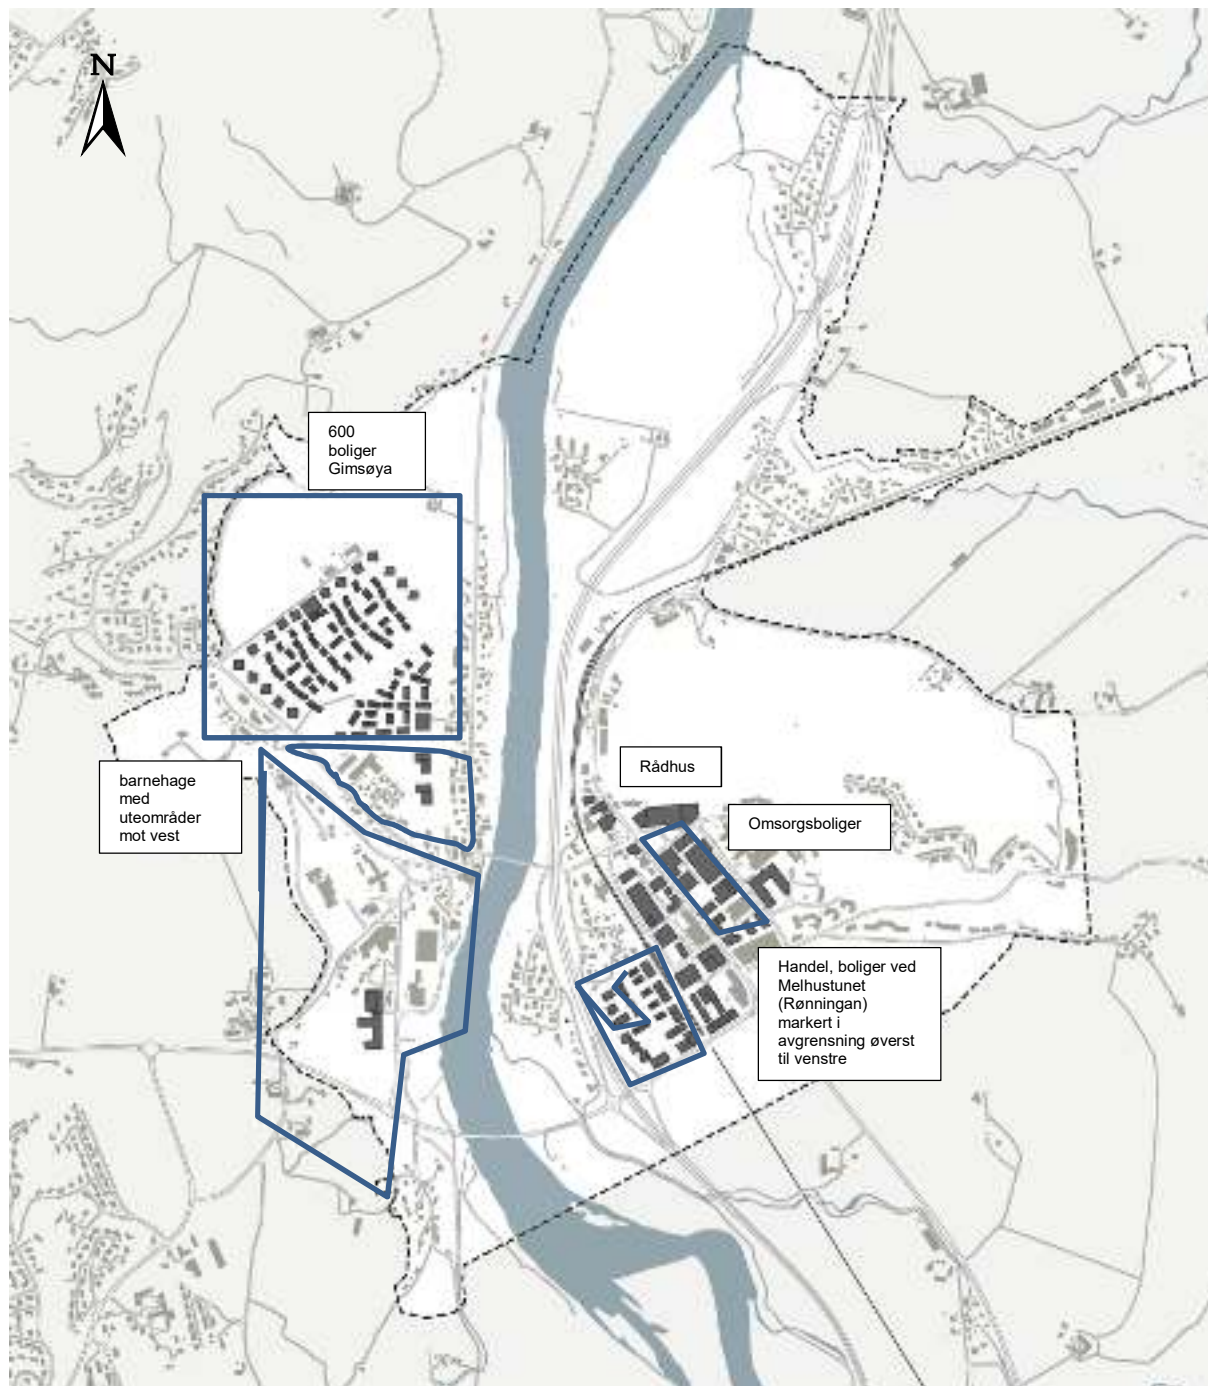 N
600
boliger
Gimsøya
Rådhus
barnehage
med
uteområder
mot vest
Omsorgsboliger
Handel, boliger ved
Melhustunet
(Rønningan)
markert i
avgrensning øverst
til venstre